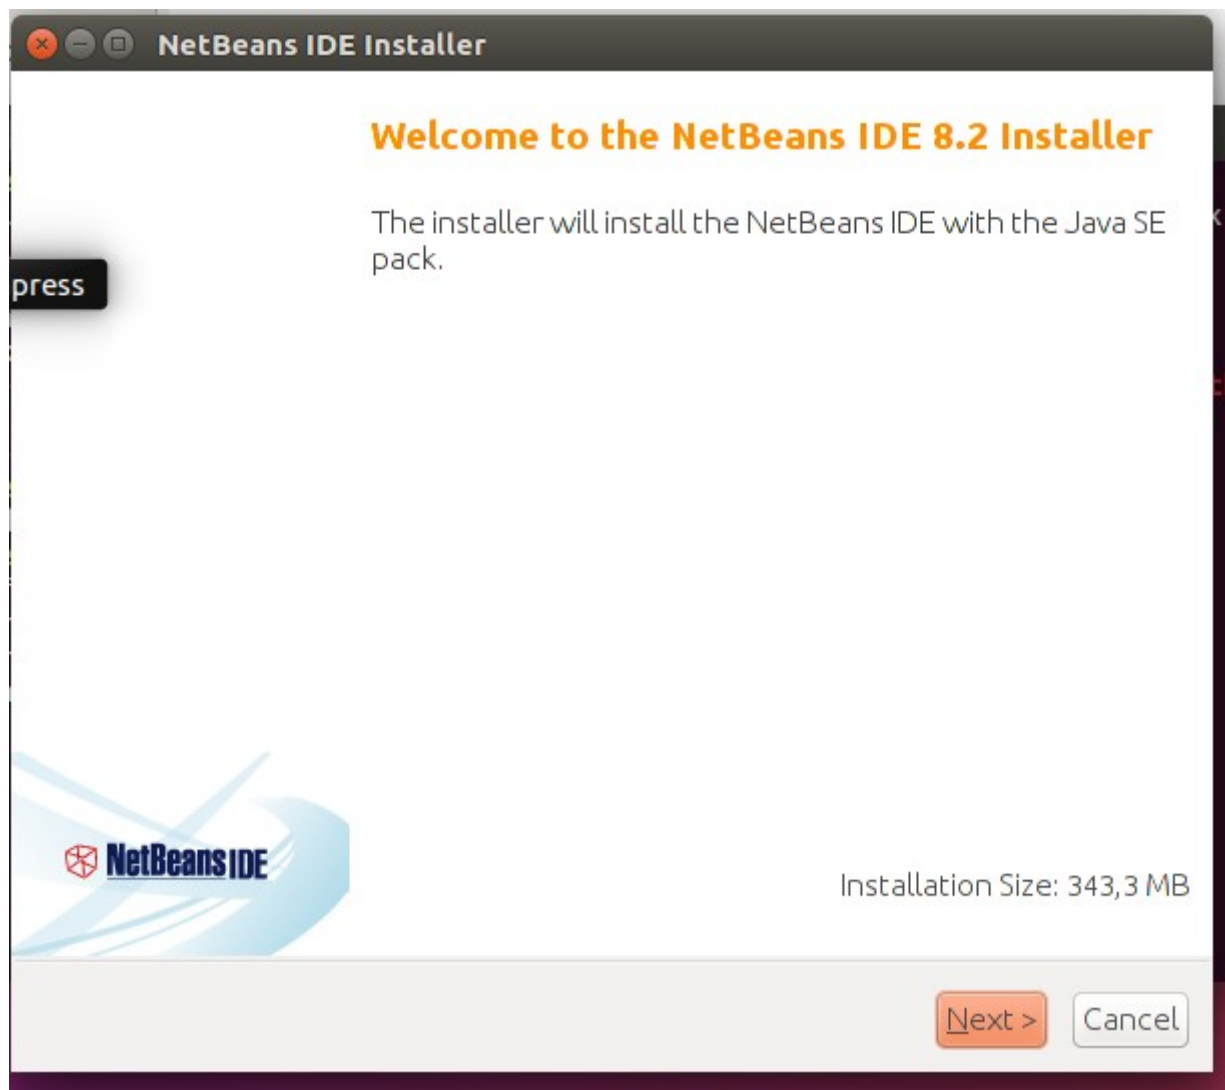 NetBeans IDE Installer
Welcome to the NetBeans IDE 8.2 Installer
The installer will install the NetBeans IDE with the Java SE
pack.
press
NetBeans IDE
Installation Size: 343,3 MB
Next >
Cancel